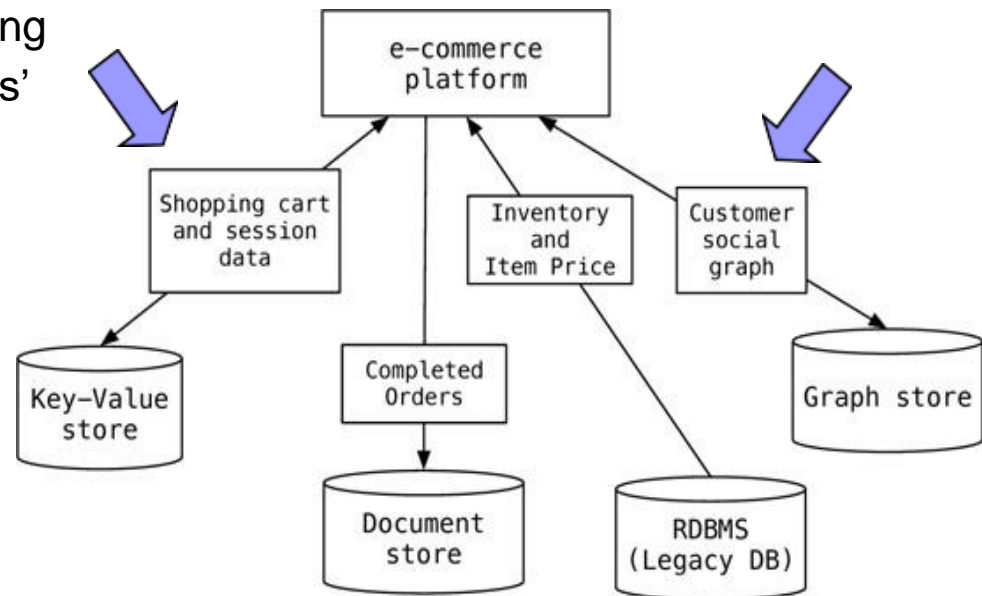 ng
s’
e-commerce
platform
Shopping cart
and session
data
Inventory
and
Item Price
Customer
social
graph
Completed
Orders
Key-Value
store
Graph store
Document
store
RDBMS
(Legacy DB)